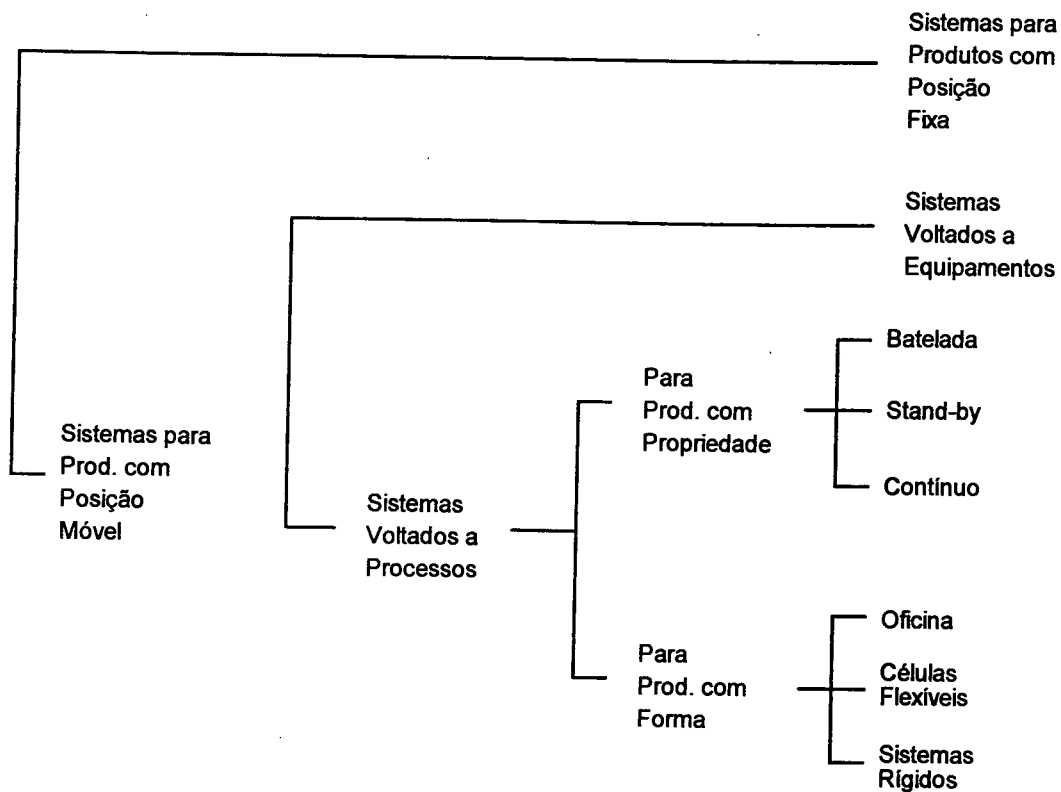 Sistemas para
Produtos com
Posição
Fixa
Sistemas
Voltados a
Equipamentos
Batelada
Para
Prod. com
Propriedade
Stand-by
Contínuo
Sistemas para
Prod. com
Posição
Móvel
Sistemas
Voltados a
Processos
Oficina
Para
Prod. com
Forma
Células
Flexíveis
Sistemas
Rígidos